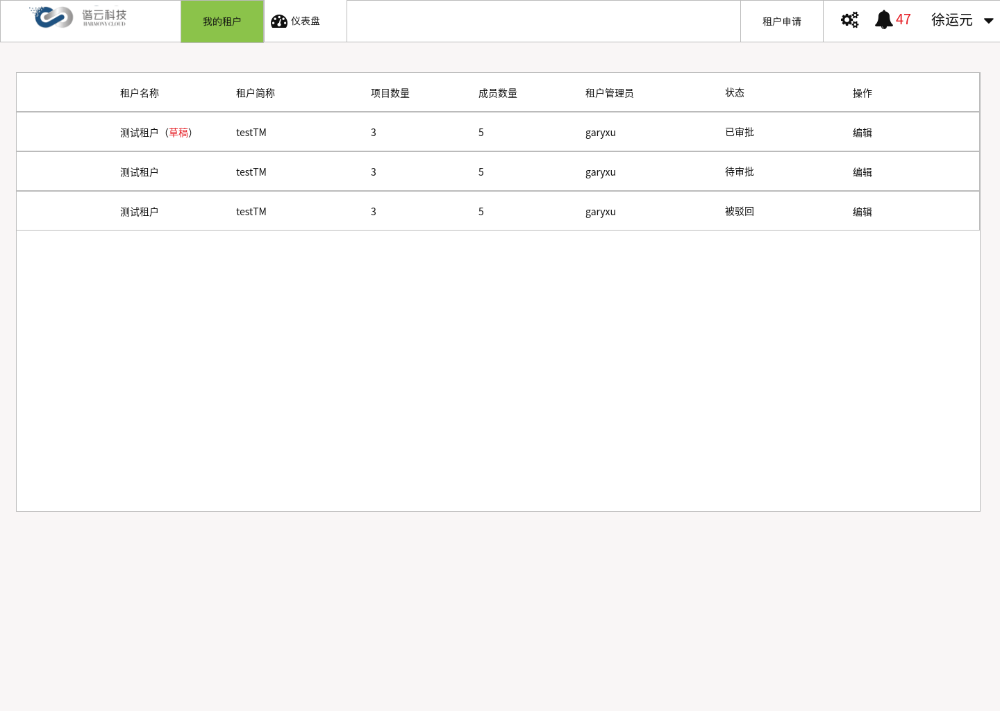 谐云科技
HARMONY CLOUD
我的租户 仪表盘 租户申请 47 徐运元
租户名称 租户简称 项目数量 成员数量 租户管理员 状态 操作
测试租户（草稿） testTM 3 5 garyxu 已审批 编辑
测试租户 testTM 3 5 garyxu 待审批 编辑
测试租户 testTM 3 5 garyxu 被驳回 编辑